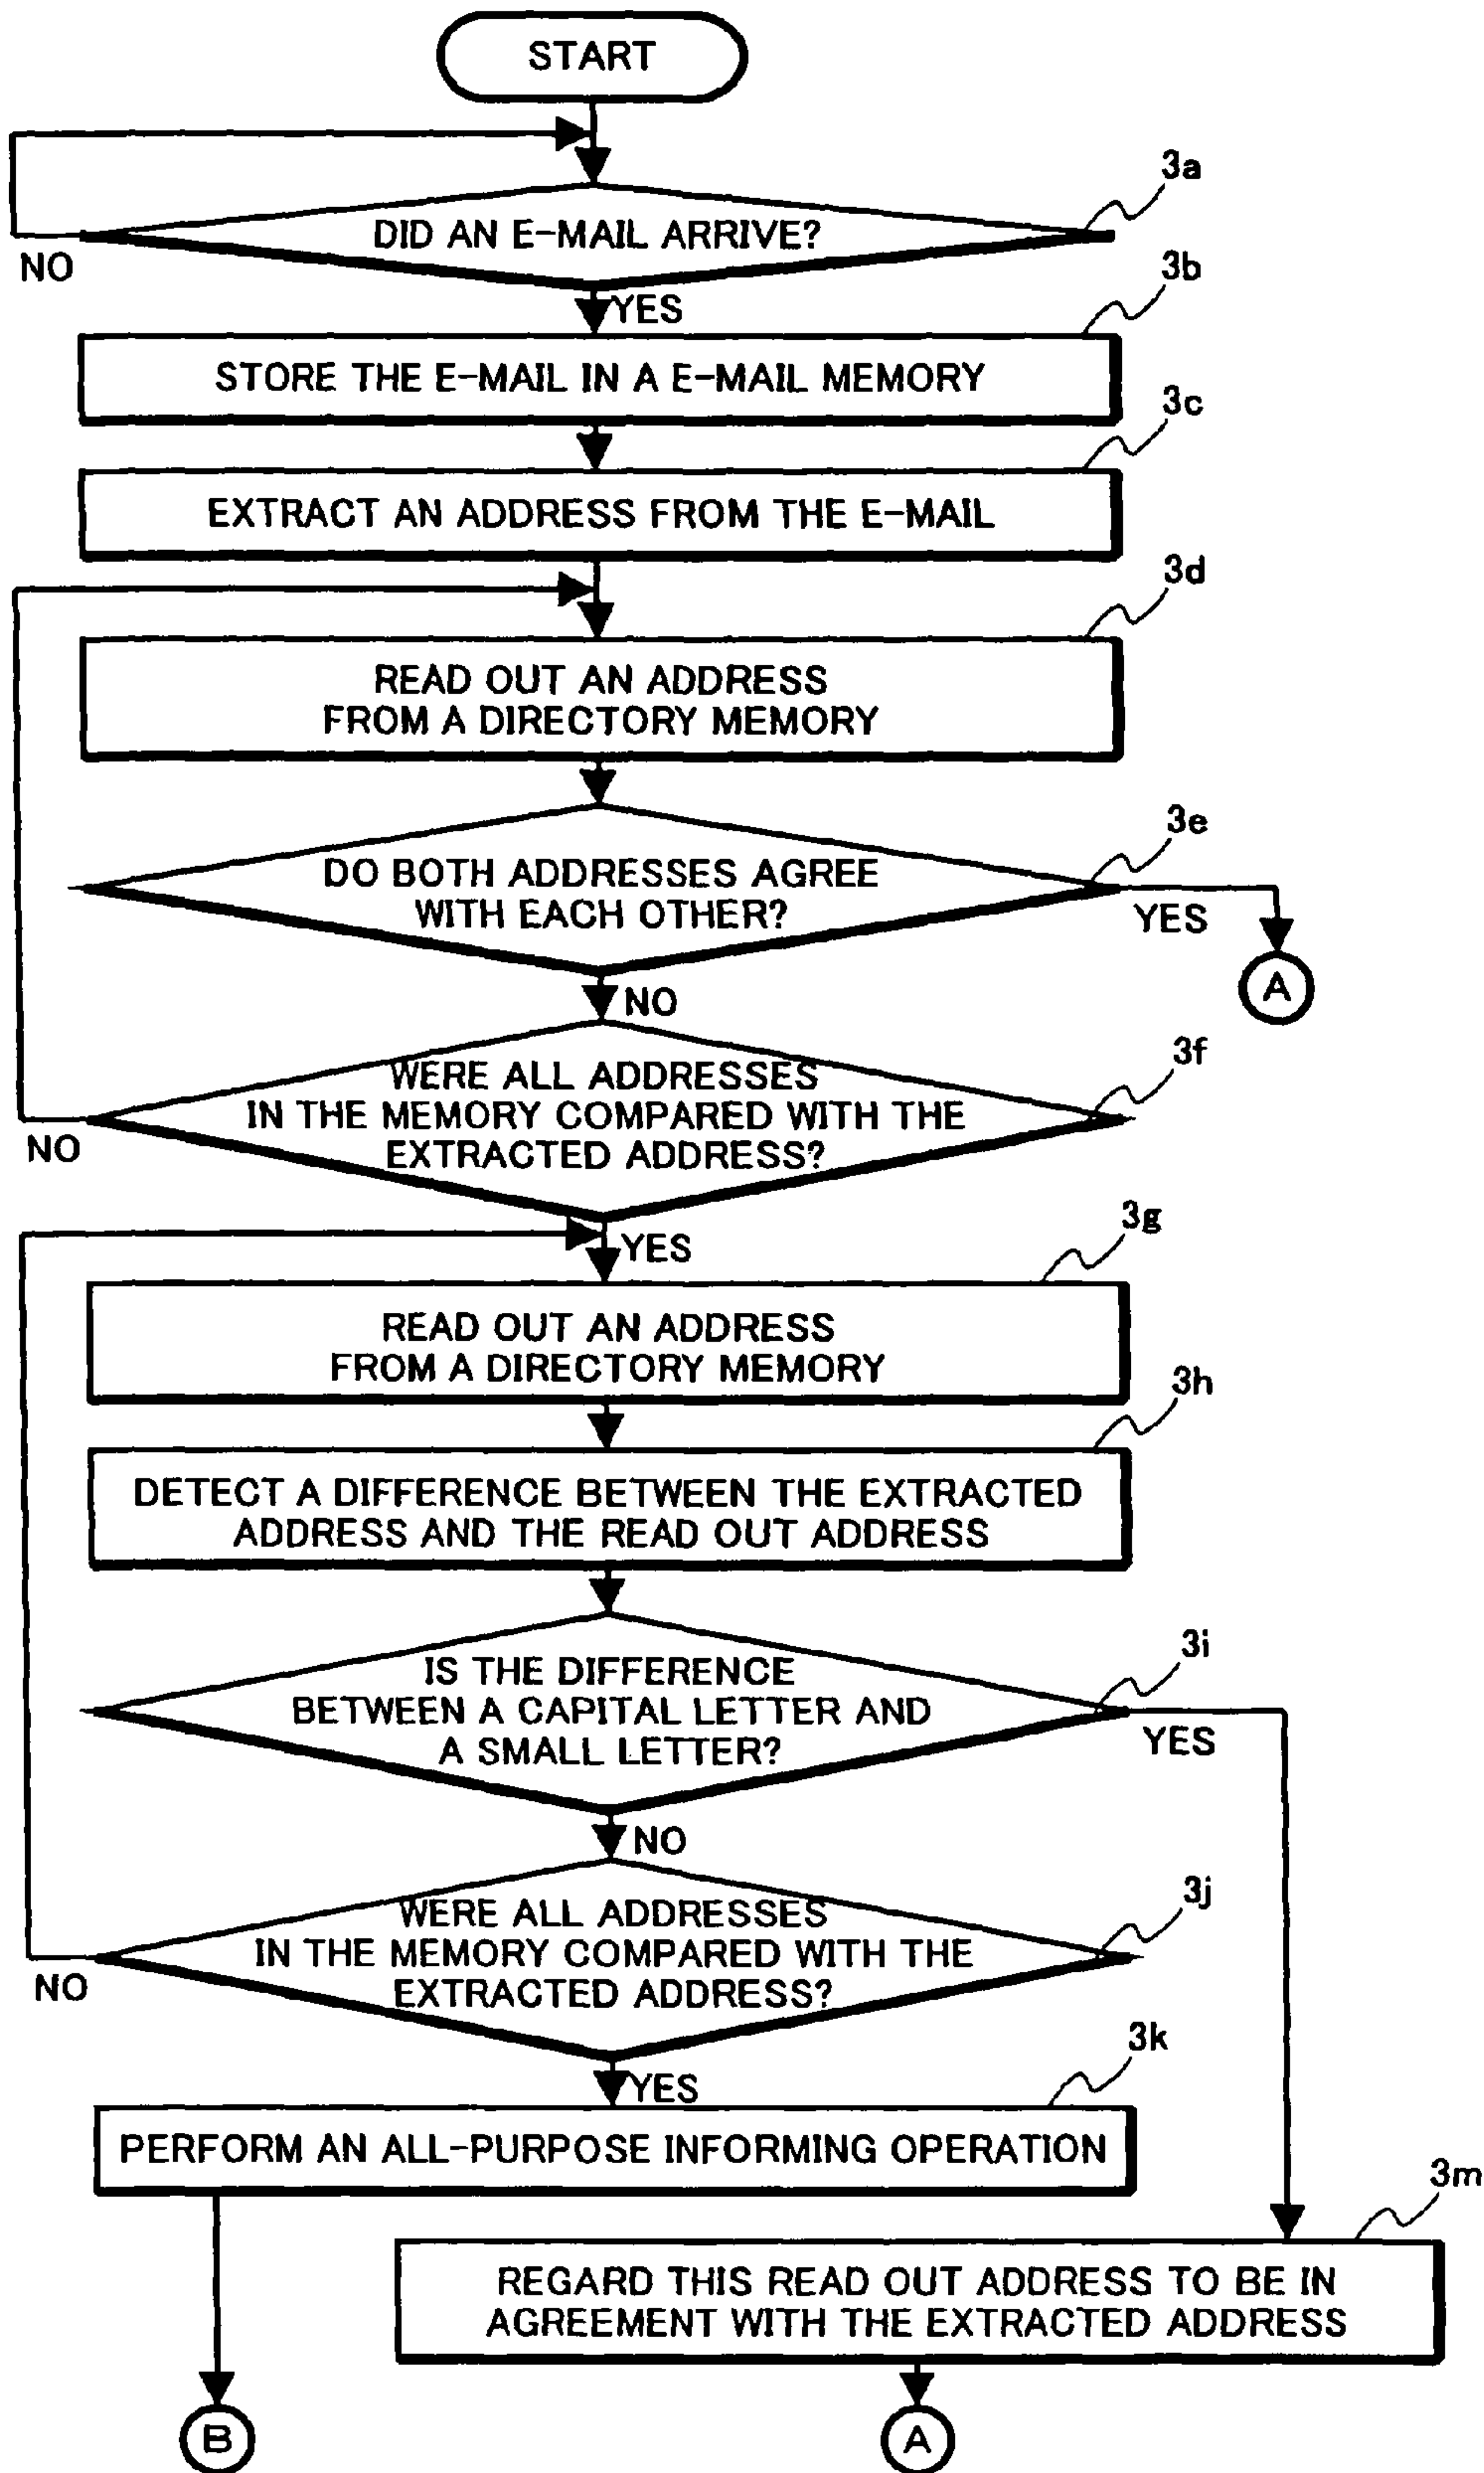 START
3a
DID AN E-MAIL ARRIVE?
NO
3b
YES
STORE THE E-MAIL IN A E-MAIL MEMORY
3c
EXTRACT AN ADDRESS FROM THE E-MAIL
3d
READ OUT AN ADDRESS
FROM A DIRECTORY MEMORY
3e
DO BOTH ADDRESSES AGREE
WITH EACH OTHER?
YES
A
NO
3f
WERE ALL ADDRESSES
IN THE MEMORY COMPARED WITH THE
EXTRACTED ADDRESS?
NO
3g
YES
READ OUT AN ADDRESS
FROM A DIRECTORY MEMORY
3h
DETECT A DIFFERENCE BETWEEN THE EXTRACTED
ADDRESS AND THE READ OUT ADDRESS
3i
IS THE DIFFERENCE
BETWEEN A CAPITAL LETTER AND
A SMALL LETTER?
YES
NO
3j
WERE ALL ADDRESSES
IN THE MEMORY COMPARED WITH THE
EXTRACTED ADDRESS?
NO
3k
YES
PERFORM AN ALL-PURPOSE INFORMING OPERATION
3m
REGARD THIS READ OUT ADDRESS TO BE IN
AGREEMENT WITH THE EXTRACTED ADDRESS
B
A